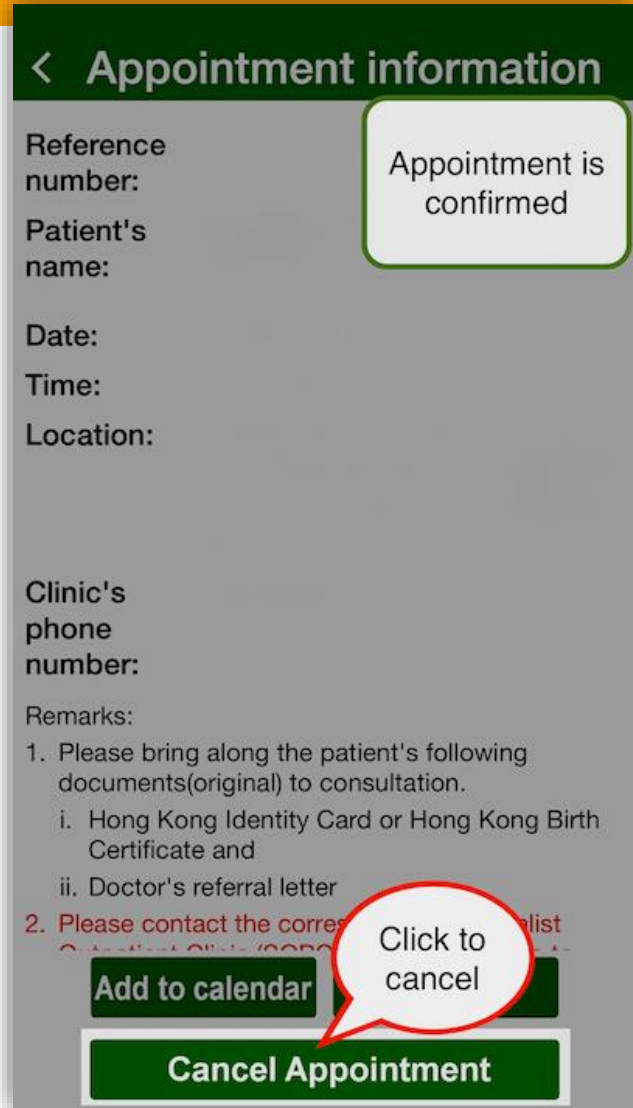 < Appointment information
Appointment is
confirmed
Reference
number:
Patient's
name:
Date:
Time:
Location:
Clinic's
phone
number:
Remarks:
1. Please bring along the patient's following
documents(original) to consultation.
i. Hong Kong Identity Card or Hong Kong Birth
Certificate and
ii. Doctor's referral letter
2. Please contact the
Click to
cancel
Add to calendar
Cancel Appointment